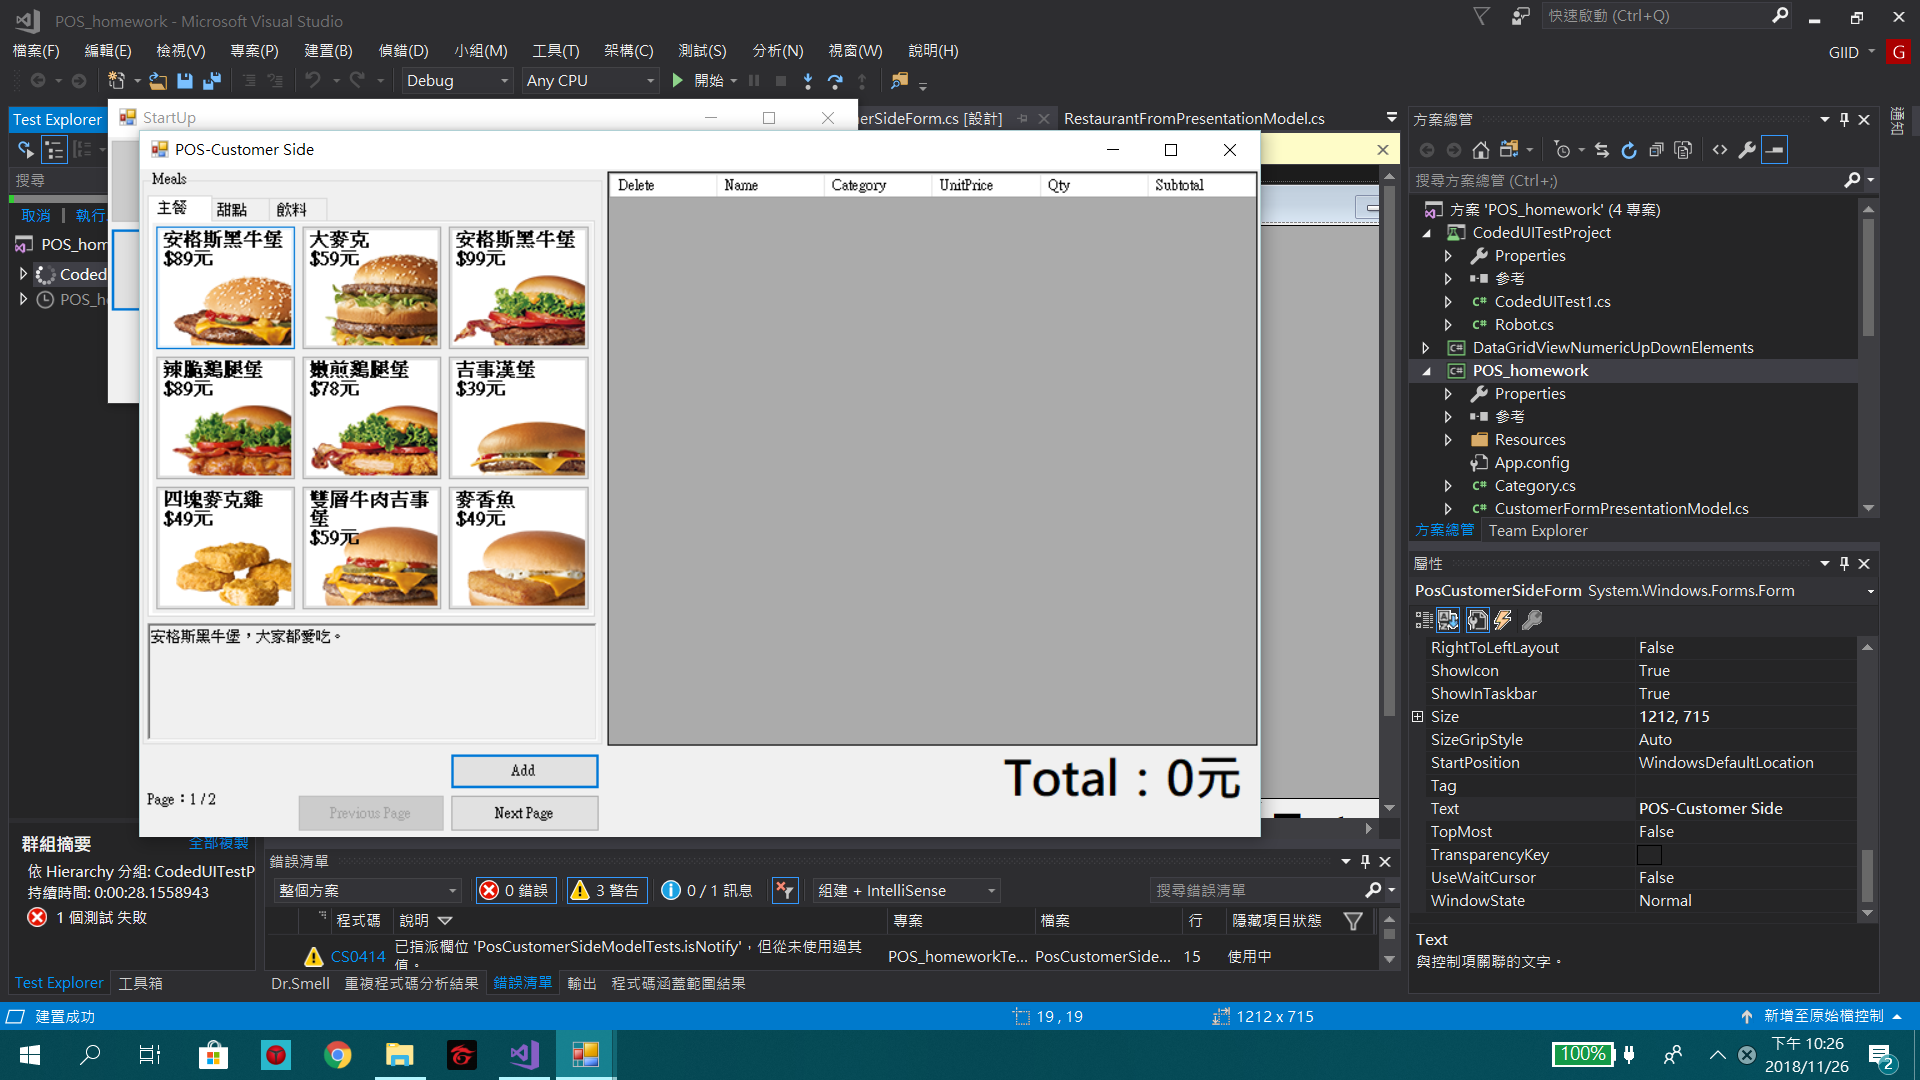 POS_homework - Microsoft Visual Studio
快速啟動 (Ctrl+Q)
檔案(F) 編輯(E) 檢視(V) 專案(P) 建置(B) 偵錯(D) 小組(M) 工具(T) 架構(C) 測試(S) 分析(N) 視窗(W) 說明(H)
GIID G
Debug Any CPU 開始
Test Explorer
搜尋
取消 執行
POS_hom
Coded
POS_h
StartUp
erSideForm.cs [設計] RestaurantFromPresentationModel.cs
POS-Customer Side
Meals
主餐 甜點 飲料
安格斯黑牛堡
$89元
大麥克
$59元
安格斯黑牛堡
$99元
辣脆雞腿堡
$89元
嫩煎雞腿堡
$78元
吉事漢堡
$39元
四塊麥克雞
$49元
雙層牛肉吉事
堡
$59元
麥香魚
$49元
安格斯黑牛堡，大家都愛吃。
Add
Page：1 / 2
Previous Page
Next Page
Delete Name Category UnitPrice Qty Subtotal
Total：0元
方案總管
搜尋方案總管 (Ctrl+;)
方案 'POS_homework' (4 專案)
CodedUITestProject
Properties
參考
CodedUITest1.cs
Robot.cs
DataGridViewNumericUpDownElements
POS_homework
Properties
參考
Resources
App.config
Category.cs
CustomerFormPresentationModel.cs
方案總管 Team Explorer
通知
屬性
PosCustomerSideForm System.Windows.Forms.Form
RightToLeftLayout False
ShowIcon True
ShowInTaskbar True
Size 1212, 715
SizeGripStyle Auto
StartPosition WindowsDefaultLocation
Tag
Text POS-Customer Side
TopMost False
TransparencyKey
UseWaitCursor False
WindowState Normal
Text
與控制項關聯的文字。
群組摘要 全部複製
依 Hierarchy 分組: CodedUITestP
持續時間: 0:00:28.1558943
1 個測試 失敗
Test Explorer 工具箱
錯誤清單
整個方案 0 錯誤 3 警告 0 / 1 訊息 組建 + IntelliSense 搜尋錯誤清單
程式碼 說明 專案 檔案 行 隱藏項目狀態
CS0414 已指派欄位 'PosCustomerSideModelTests.isNotify'，但從未使用過其值。 POS_homeworkTe... PosCustomerSide... 15 使用中
Dr.Smell 重複程式碼分析結果 錯誤清單 輸出 程式碼涵蓋範圍結果
建置成功 19 , 19 1212 x 715 新增至原始檔控制
100%
下午 10:26
2018/11/26
2